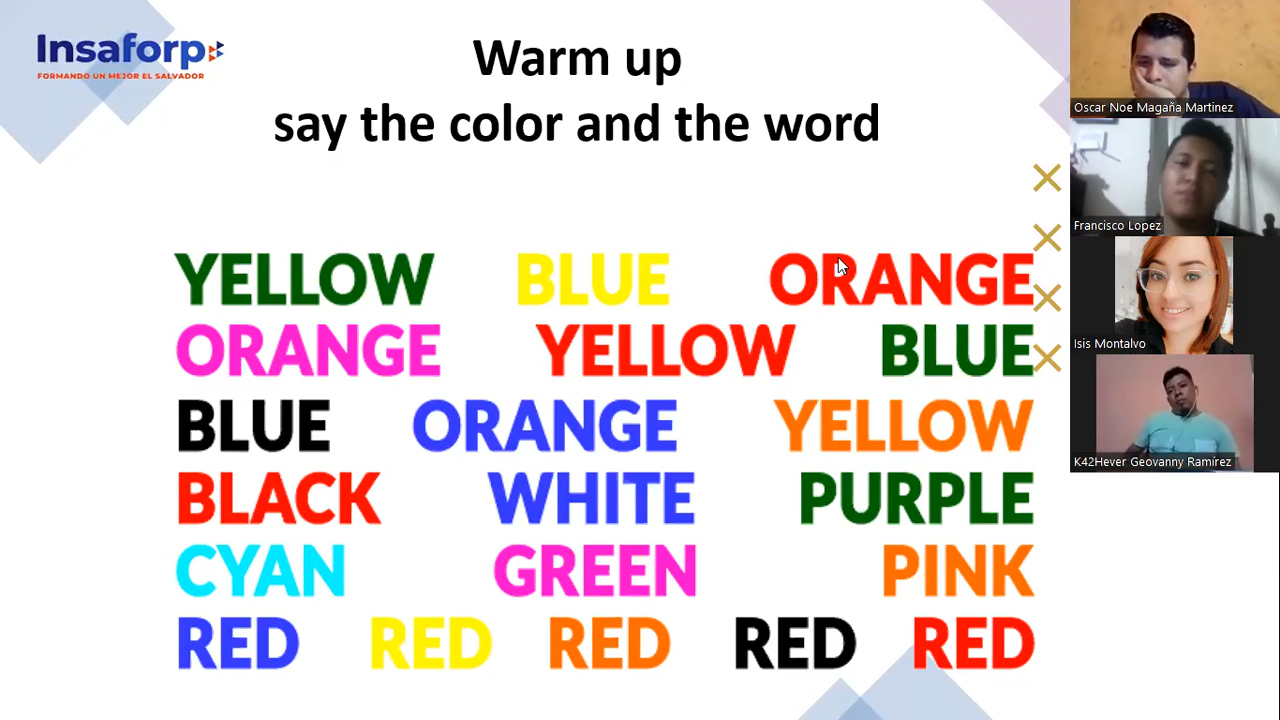 Insaforp
FORMANDO UN MEJOR EL SALVADOR
Warm up
say the color and the word
YELLOW BLUE ORANGE
ORANGE YELLOW BLUE
BLUE ORANGE YELLOW
BLACK WHITE PURPLE
CYAN GREEN PINK
RED RED RED RED RED
Oscar Noe Magaña Martinez
Francisco Lopez
Isis Montalvo
K42Hever Geovanny Ramirez